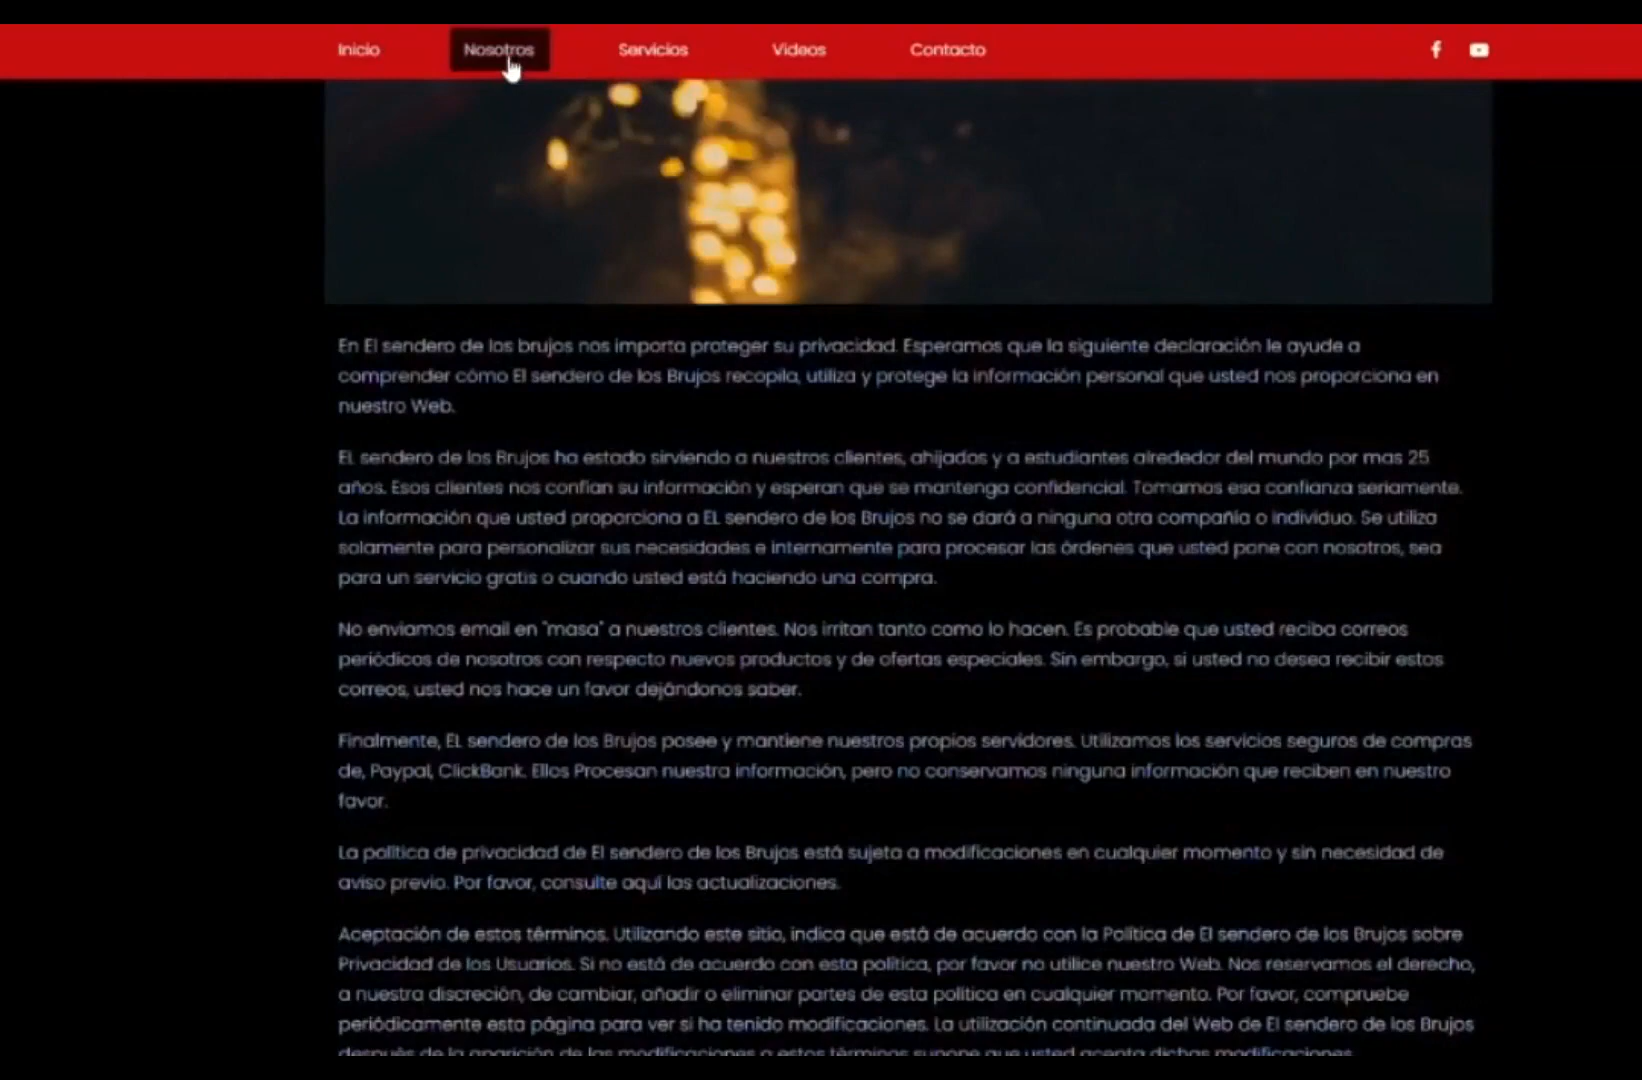 Inicio Nosotros Servicios Videos Contacto
En El sendero de los brujos nos importa proteger su privacidad. Esperamos que la siguiente declaración le ayude a
comprender cómo El sendero de los Brujos recopila, utiliza y protege la información personal que usted nos proporciona en
nuestro Web.
EL sendero de los Brujos ha estado sirviendo a nuestros clientes, ahijados y a estudiantes alrededor del mundo por mas 25
años. Esos clientes nos confían su información y esperan que se mantenga confidencial. Tomamos esa confianza seriamente.
La información que usted proporciona a EL sendero de los Brujos no se dará a ninguna otra compañía o individuo. Se utiliza
solamente para personalizar sus necesidades e internamente para procesar las órdenes que usted pone con nosotros, sea
para un servicio gratis o cuando usted está haciendo una compra.
No enviamos email en "masa" a nuestros clientes. Nos irritan tanto como lo hacen. Es probable que usted reciba correos
periódicos de nosotros con respecto nuevos productos y de ofertas especiales. Sin embargo, si usted no desea recibir estos
correos, usted nos hace un favor dejándonos saber.
Finalmente, EL sendero de los Brujos posee y mantiene nuestros propios servidores. Utilizamos los servicios seguros de compras
de, Paypal, ClickBank. Ellos Procesan nuestra información, pero no conservamos ninguna información que reciben en nuestro
favor.
La política de privacidad de El sendero de los Brujos está sujeta a modificaciones en cualquier momento y sin necesidad de
aviso previo. Por favor, consulte aquí las actualizaciones.
Aceptación de estos términos. Utilizando este sitio, indica que está de acuerdo con la Política de El sendero de los Brujos sobre
Privacidad de los Usuarios. Si no está de acuerdo con esta política, por favor no utilice nuestro Web. Nos reservamos el derecho,
a nuestra discreción, de cambiar, añadir o eliminar partes de esta política en cualquier momento. Por favor, compruebe
periódicamente esta página para ver si ha tenido modificaciones. La utilización continuada del Web de El sendero de los Brujos
después de la aparición de las modificaciones a estos términos supone que usted acepta dichas modificaciones.